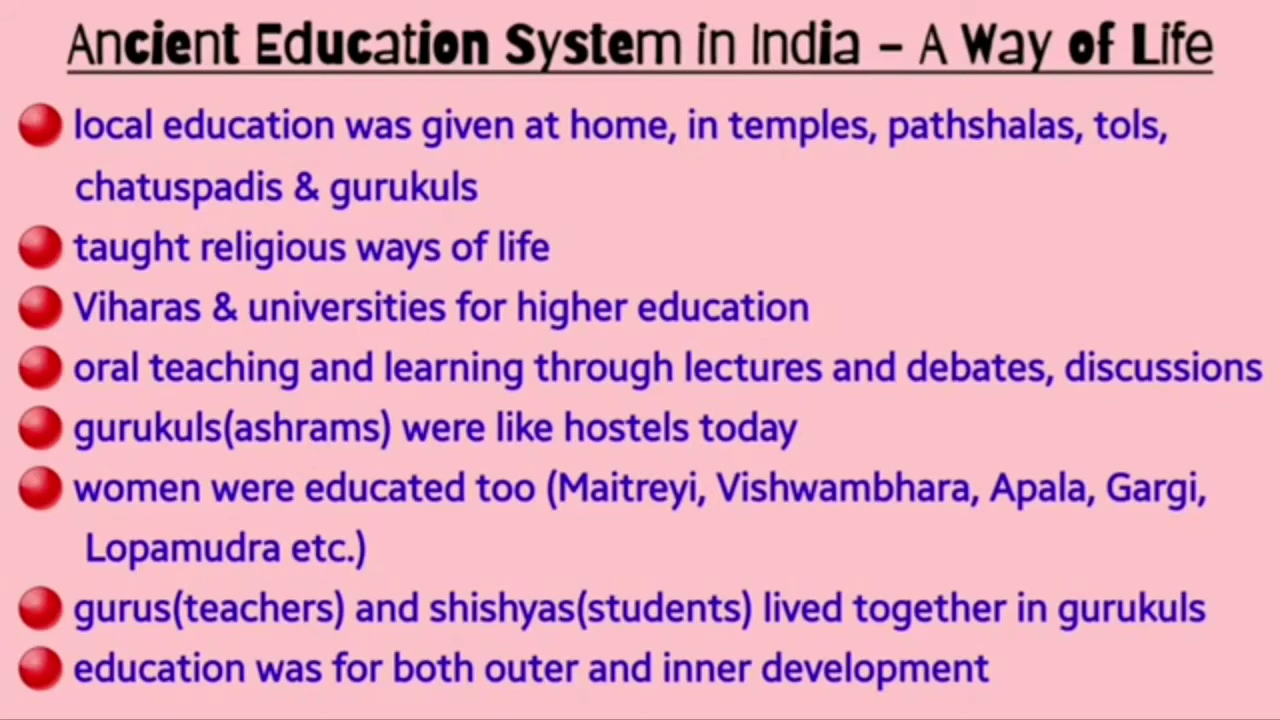 Ancient Education System in India – A Way of Life
local education was given at home, in temples, pathshalas, tols,
chatuspadis & gurukuls
taught religious ways of life
Viharas & universities for higher education
oral teaching and learning through lectures and debates, discussions
gurukuls(ashrams) were like hostels today
women were educated too (Maitreyi, Vishwambhara, Apala, Gargi,
Lopamudra etc.)
gurus(teachers) and shishyas(students) lived together in gurukuls
education was for both outer and inner development